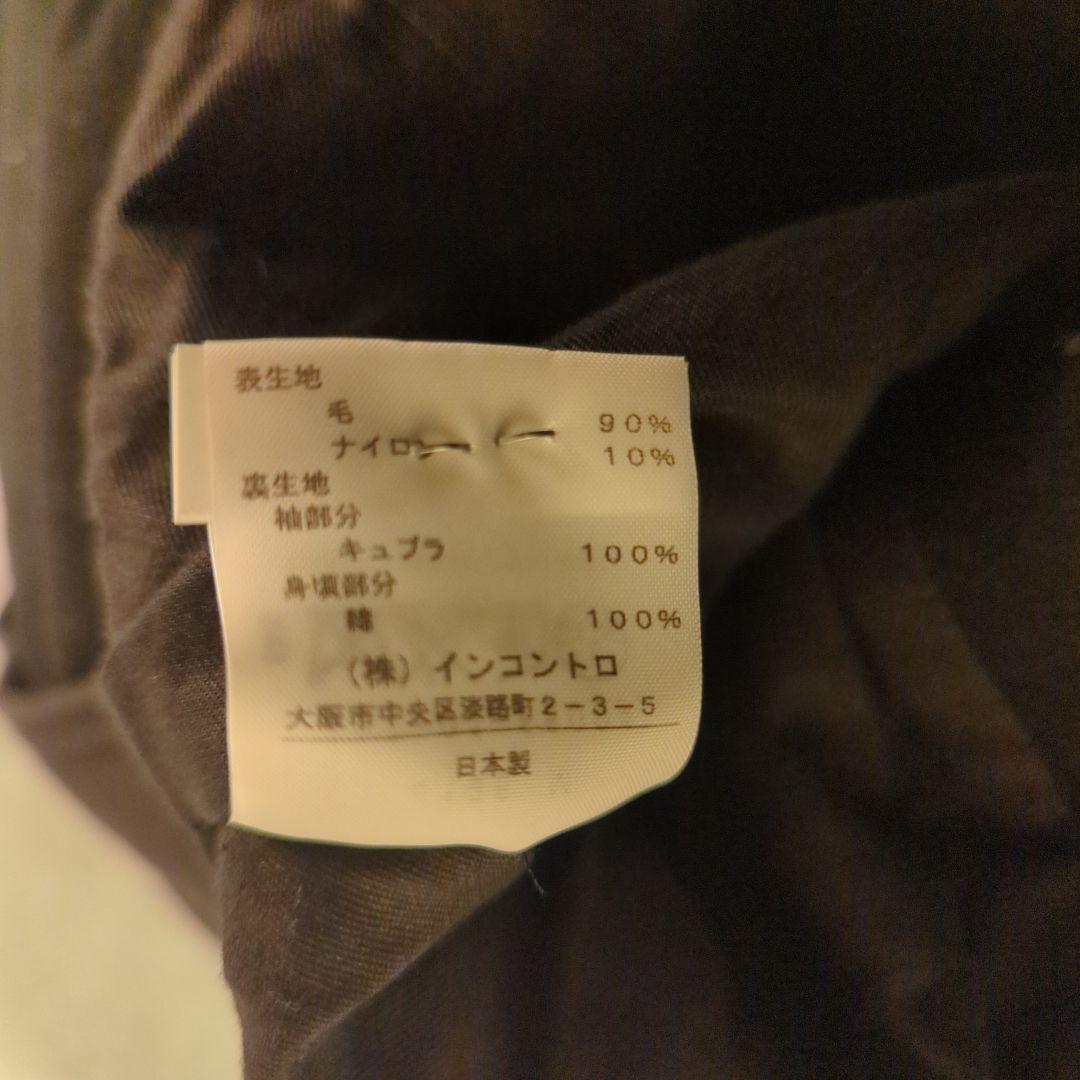 表生地
毛 90%
ナイロン 10%
裏生地
袖部分
キュプラ 100%
身頃部分
綿 100%
(株)インコントロ
大阪市中央区淡路町2-3-5
日本製